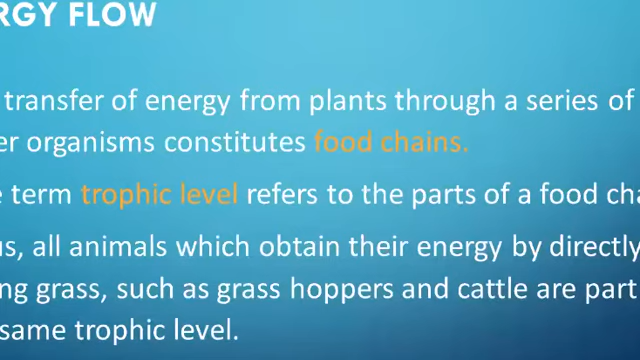 RGY FLOW
transfer of energy from plants through a series of
er organisms constitutes food chains.
e term trophic level refers to the parts of a food cha
us, all animals which obtain their energy by directly
ng grass, such as grass hoppers and cattle are part
same trophic level.